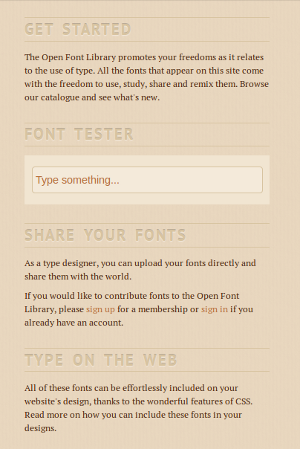 GET STARTED
The Open Font Library promotes your freedoms as it relates
to the use of type. All the fonts that appear on this site come
with the freedom to use, study, share and remix them. Browse
our catalogue and see what's new.
FONT TESTER
Type something...
SHARE YOUR FONTS
As a type designer, you can upload your fonts directly and
share them with the world.
If you would like to contribute fonts to the Open Font
Library, please sign up for a membership or sign in if you
already have an account.
TYPE ON THE WEB
All of these fonts can be effortlessly included on your
website's design, thanks to the wonderful features of CSS.
Read more on how you can include these fonts in your
designs.